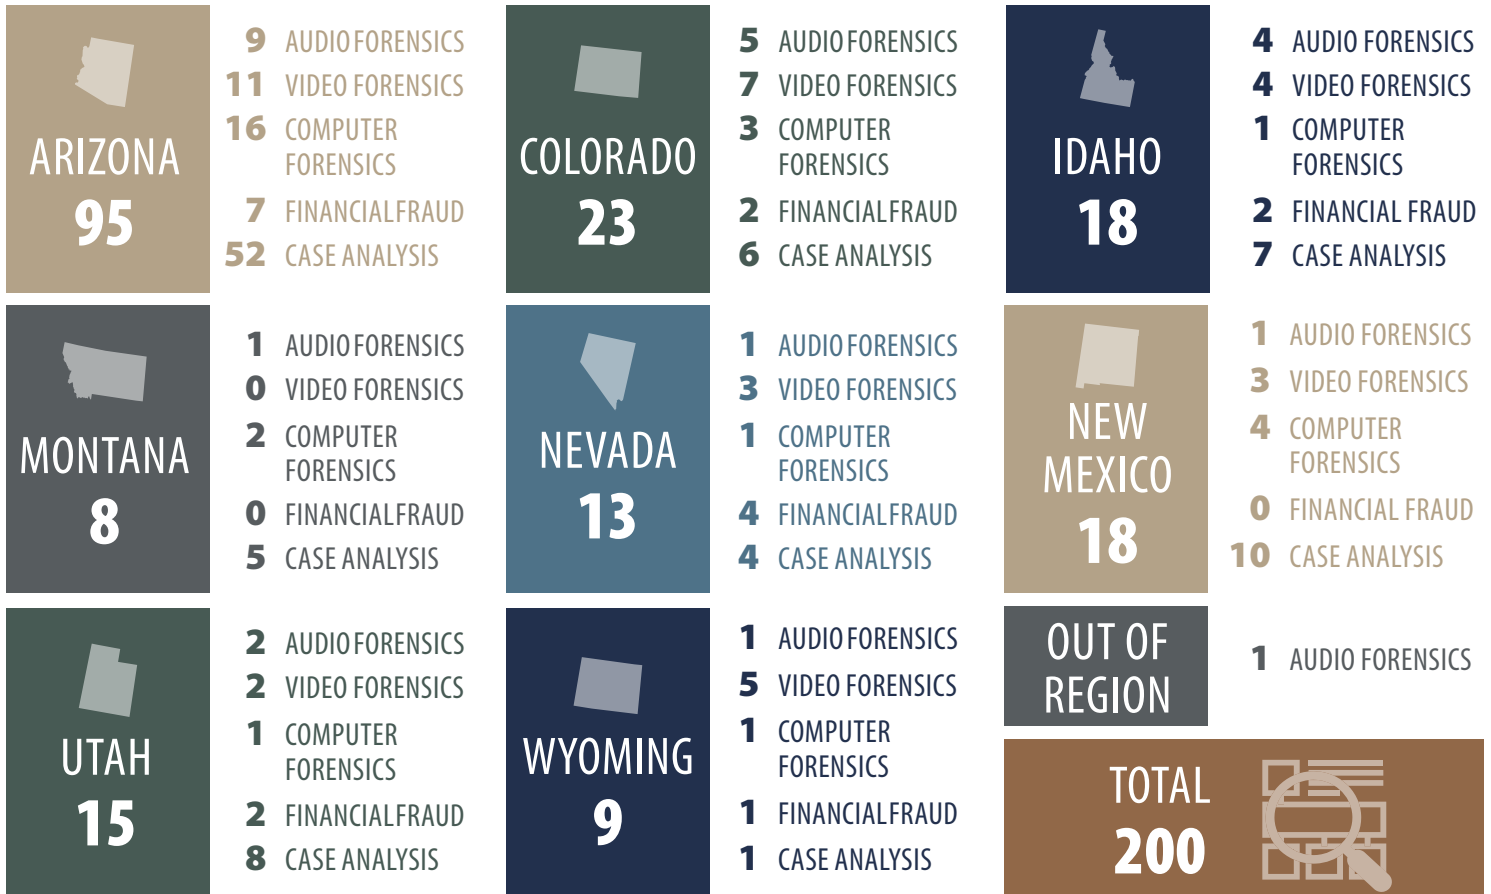 ARIZONA
95
9 AUDIO FORENSICS
11 VIDEO FORENSICS
16 COMPUTER
FORENSICS
7 FINANCIAL FRAUD
52 CASE ANALYSIS
COLORADO
23
5 AUDIO FORENSICS
7 VIDEO FORENSICS
3 COMPUTER
FORENSICS
2 FINANCIAL FRAUD
6 CASE ANALYSIS
IDAHO
18
4 AUDIO FORENSICS
4 VIDEO FORENSICS
1 COMPUTER
FORENSICS
2 FINANCIAL FRAUD
7 CASE ANALYSIS
MONTANA
8
1 AUDIO FORENSICS
0 VIDEO FORENSICS
2 COMPUTER
FORENSICS
0 FINANCIAL FRAUD
5 CASE ANALYSIS
NEVADA
13
1 AUDIO FORENSICS
3 VIDEO FORENSICS
1 COMPUTER
FORENSICS
4 FINANCIAL FRAUD
4 CASE ANALYSIS
NEW
MEXICO
18
1 AUDIO FORENSICS
3 VIDEO FORENSICS
4 COMPUTER
FORENSICS
0 FINANCIAL FRAUD
10 CASE ANALYSIS
UTAH
15
2 AUDIO FORENSICS
2 VIDEO FORENSICS
1 COMPUTER
FORENSICS
2 FINANCIAL FRAUD
8 CASE ANALYSIS
WYOMING
9
1 AUDIO FORENSICS
5 VIDEO FORENSICS
1 COMPUTER
FORENSICS
1 FINANCIAL FRAUD
1 CASE ANALYSIS
OUT OF
REGION
1 AUDIO FORENSICS
TOTAL
200